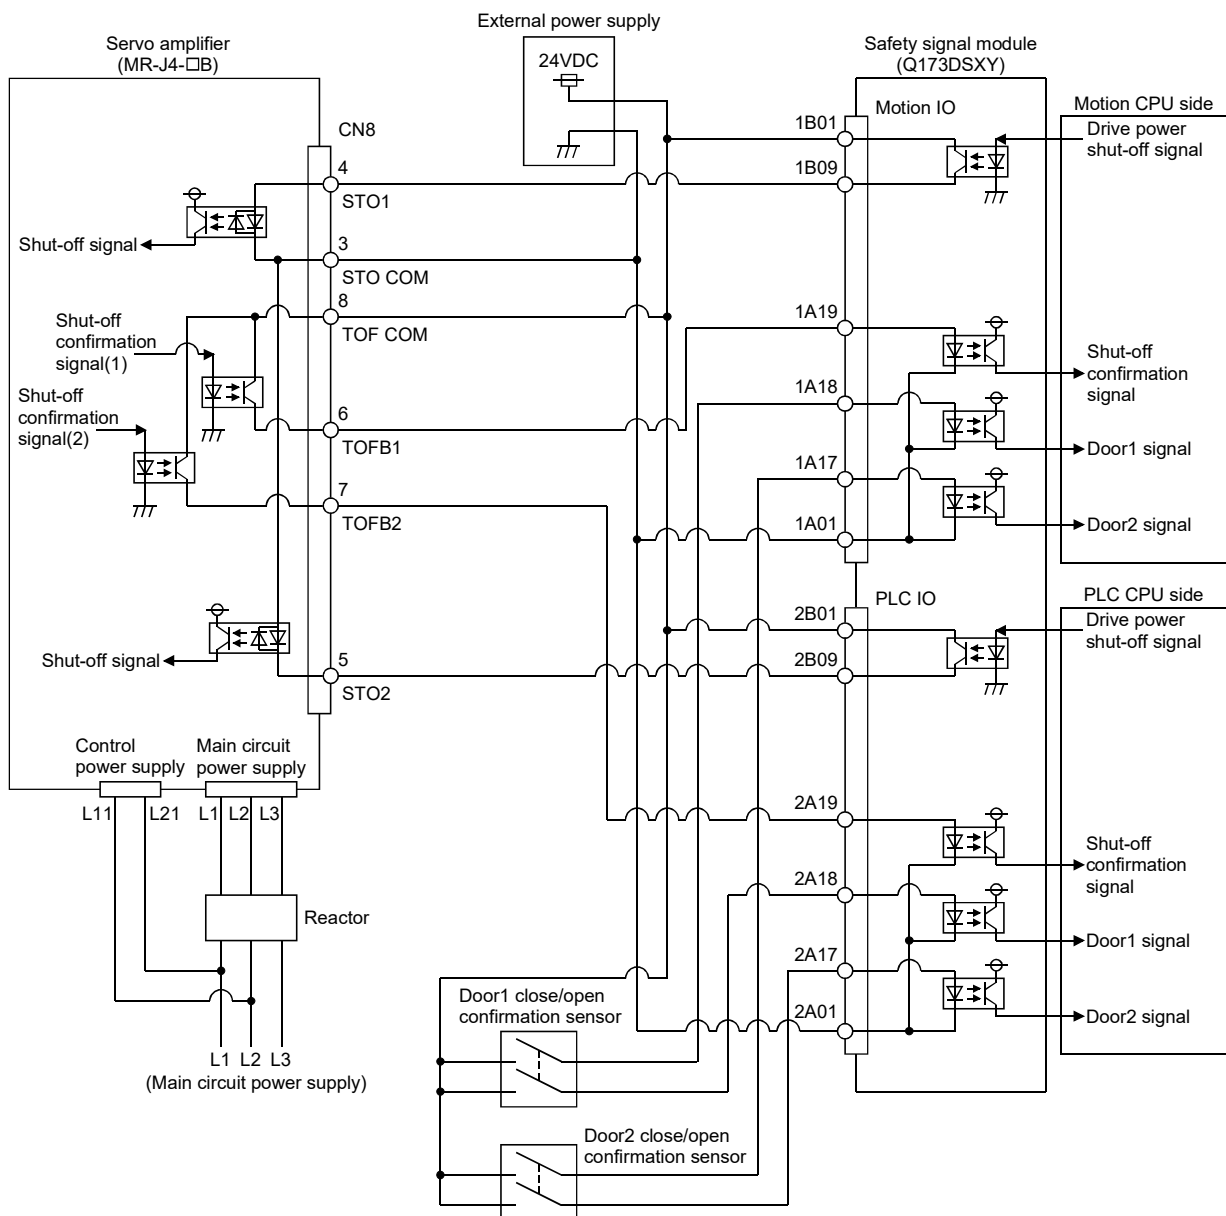 External power supply
24VDC
Servo amplifier
(MR-J4-□B)
CN8
4
STO1
Shut-off signal
3
STO COM
8
TOF COM
Shut-off
confirmation
signal(1)
Shut-off
confirmation
signal(2)
6
TOFB1
7
TOFB2
Shut-off signal
5
STO2
Control
power supply
Main circuit
power supply
L11
L21
L1
L2
L3
Reactor
L1
L2
L3
(Main circuit power supply)
Door1 close/open
confirmation sensor
Door2 close/open
confirmation sensor
Safety signal module
(Q173DSXY)
Motion IO
1B01
1B09
1A19
1A18
1A17
1A01
Motion CPU side
Drive power
shut-off signal
Shut-off
confirmation
signal
Door1 signal
Door2 signal
PLC IO
2B01
2B09
2A19
2A18
2A17
2A01
PLC CPU side
Drive power
shut-off signal
Shut-off
confirmation
signal
Door1 signal
Door2 signal